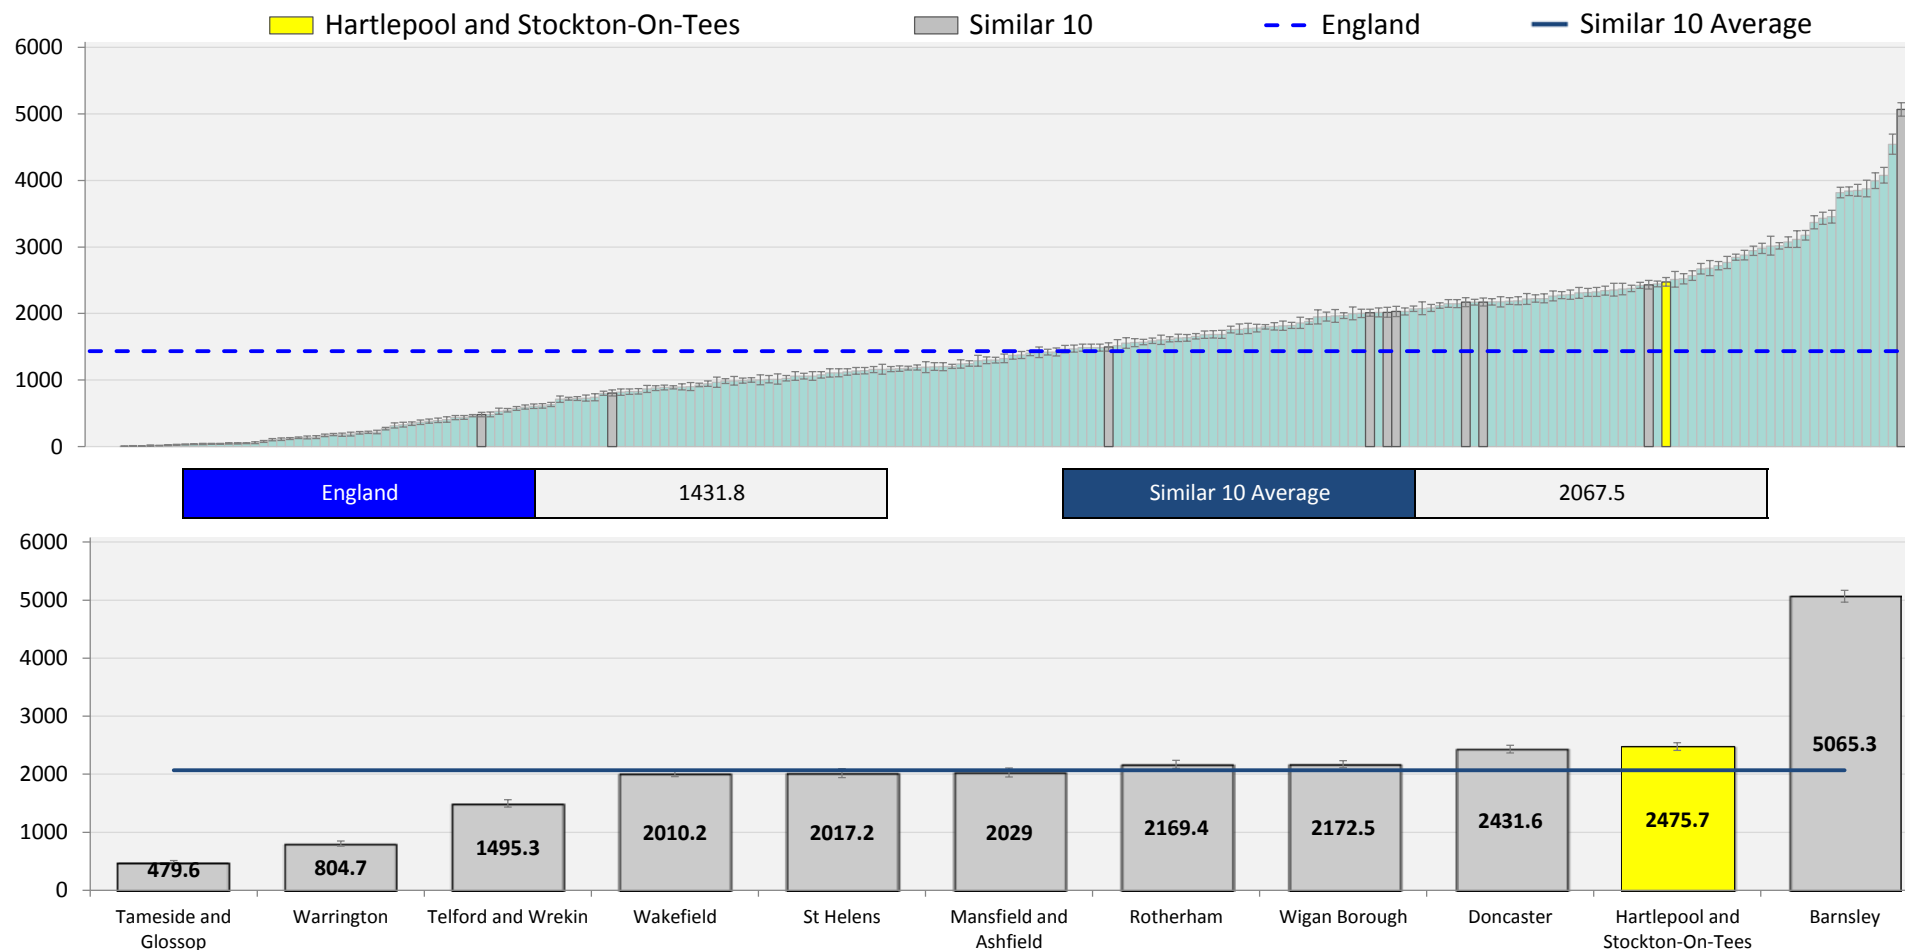 Hartlepool and Stockton-On-Tees Similar 10 England Similar 10 Average
6000
5000
4000
3000
2000
1000
0
England 1431.8 Similar 10 Average 2067.5
6000
5000
4000
3000
2000
1000
0
479.6 804.7 1495.3 2010.2 2017.2 2029 2169.4 2172.5 2431.6 2475.7 5065.3
Tameside and Warrington Telford and Wrekin Wakefield St Helens Mansfield and Rotherham Wigan Borough Doncaster Hartlepool and Barnsley
Glossop Ashfield Stockton-On-Tees